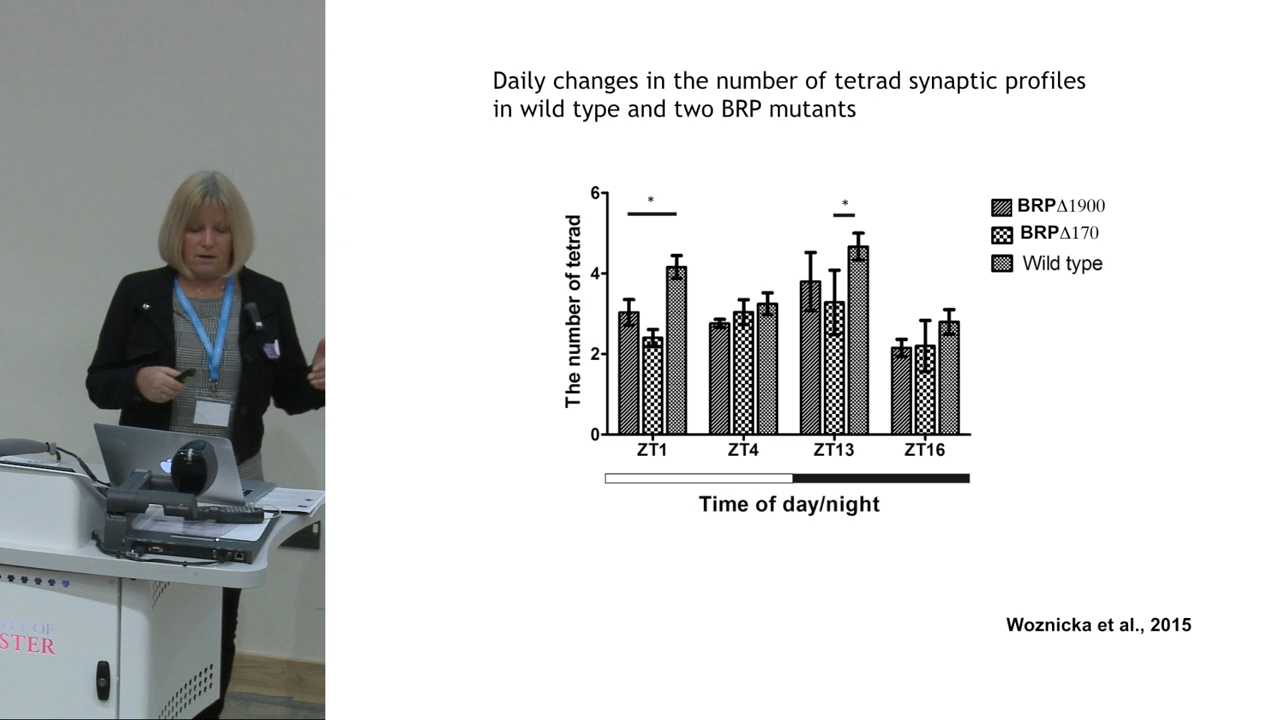 Daily changes in the number of tetrad synaptic profiles
in wild type and two BRP mutants
The number of tetrad
6
4
2
0
*
*
BRPΔ1900
BRPΔ170
Wild type
ZT1
ZT4
ZT13
ZT16
Time of day/night
Woznicka et al., 2015
OF
STER